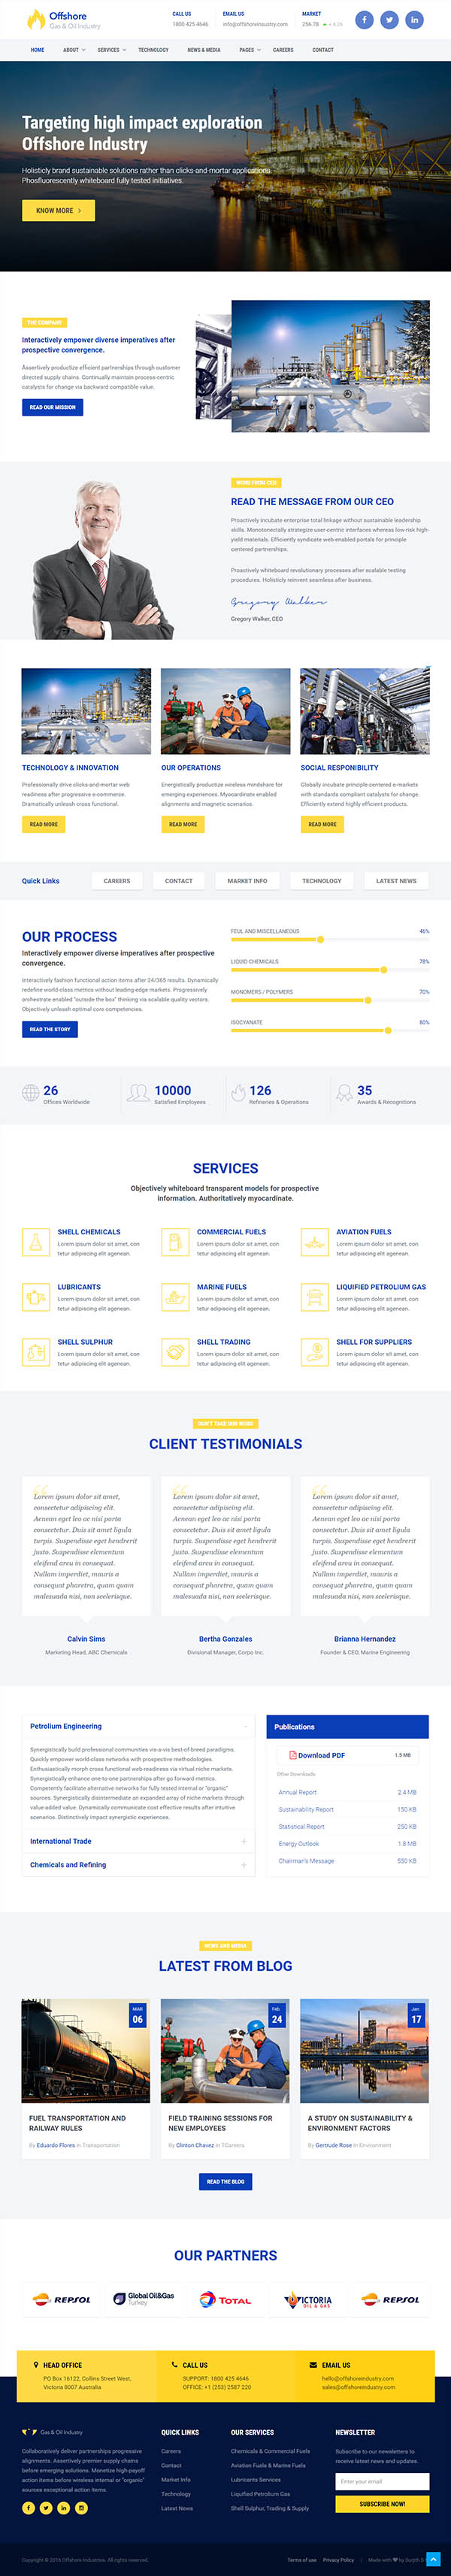 Offshore
Gas & Oil Industry
CALL US
1800 425 4646
EMAIL US
info@offshoreinsustry.com
MARKET
256.78 + 4.29
HOME ABOUT SERVICES TECHNOLOGY NEWS & MEDIA PAGES CAREERS CONTACT
Targeting high impact exploration
Offshore Industry
Holisticly brand sustainable solutions rather than clicks-and-mortar applications.
Phosfluorescently whiteboard fully tested initiatives.
KNOW MORE
THE COMPANY
Interactively empower diverse imperatives after
prospective convergence.
Assertively productize efficient partnerships through customer
directed supply chains. Continually maintain process-centric
catalysts for change via backward-compatible value.
READ OUR MISSION
WORD FROM CEO
READ THE MESSAGE FROM OUR CEO
Proactively incubate enterprise total linkage without sustainable leadership
skills. Monotonectally strategize user-centric interfaces whereas low-risk high-
yield materials. Efficiently syndicate web-enabled portals for principle
centered partnerships.
Proactively whiteboard revolutionary processes after scalable testing
procedures. Holisticly reinvent seamless after business.
Gregory Walker
Gregory Walker, CEO
TECHNOLOGY & INNOVATION
Professionally drive clicks-and-mortar web
readiness after progressive e-commerce.
Dramatically unleash cross functional.
READ MORE
OUR OPERATIONS
Energistically productize wireless mindshare for
emerging experiences. Myocardinate enabled
alignments and magnetic scenarios.
READ MORE
SOCIAL RESPONIBILITY
Globally incubate principle-centered e-markets
with standards compliant catalysts for change.
Efficiently extend highly efficient products.
READ MORE
Quick Links
CAREERS CONTACT MARKET INFO TECHNOLOGY LATEST NEWS
OUR PROCESS
Interactively empower diverse imperatives after prospective
convergence.
Interactively fashion functional action items after 24/365 results. Dynamically
redefine world-class metrics without leading-edge markets. Progressively
orchestrate enabled "outside the box" thinking via scalable quality vectors.
Objectively unleash optimal core competencies.
READ THE STORY
FEUL AND MISCELLANEOUS 46%
LIQUID CHEMICALS 78%
MONOMERS / POLYMERS 70%
ISOCYANATE 80%
26
Offices Worldwide
10000
Satisfied Employees
126
Refineries & Operations
35
Awards & Recognitions
SERVICES
Objectively whiteboard transparent models for prospective
information. Authoritatively myocardinate.
SHELL CHEMICALS
Lorem ipsum dolor sit amet, con
tetur adipiscing elit agenean.
COMMERCIAL FUELS
Lorem ipsum dolor sit amet, con
tetur adipiscing elit agenean.
AVIATION FUELS
Lorem ipsum dolor sit amet, con
tetur adipiscing elit agenean.
LUBRICANTS
Lorem ipsum dolor sit amet, con
tetur adipiscing elit agenean.
MARINE FUELS
Lorem ipsum dolor sit amet, con
tetur adipiscing elit agenean.
LIQUIFIED PETROLIUM GAS
Lorem ipsum dolor sit amet, con
tetur adipiscing elit agenean.
SHELL SULPHUR
Lorem ipsum dolor sit amet, con
tetur adipiscing elit agenean.
SHELL TRADING
Lorem ipsum dolor sit amet, con
tetur adipiscing elit agenean.
SHELL FOR SUPPLIERS
Lorem ipsum dolor sit amet, con
tetur adipiscing elit agenean.
DON'T TAKE OUR WORD
CLIENT TESTIMONIALS
Lorem ipsum dolor sit amet,
consectetur adipiscing elit.
Aenean eget leo ac nisi porta
consectetur. Duis sit amet ligula
turpis. Suspendisse eget hendrerit
justo. Suspendisse elementum
eleifend arcu in consequat.
Nullam imperdiet, mauris a
consequat pharetra, quam quam
malesuada nisi, non scelerisque.
Calvin Sims
Marketing Head, ABC Chemicals
Lorem ipsum dolor sit amet,
consectetur adipiscing elit.
Aenean eget leo ac nisi porta
consectetur. Duis sit amet ligula
turpis. Suspendisse eget hendrerit
justo. Suspendisse elementum
eleifend arcu in consequat.
Nullam imperdiet, mauris a
consequat pharetra, quam quam
malesuada nisi, non scelerisque.
Bertha Gonzales
Divisional Manager, Corpo Inc.
Lorem ipsum dolor sit amet,
consectetur adipiscing elit.
Aenean eget leo ac nisi porta
consectetur. Duis sit amet ligula
turpis. Suspendisse eget hendrerit
justo. Suspendisse elementum
eleifend arcu in consequat.
Nullam imperdiet, mauris a
consequat pharetra, quam quam
malesuada nisi, non scelerisque.
Brianna Hernandez
Founder & CEO, Marine Engineering
Petrolium Engineering
Synergistically build professional communities vis-a-vis best-of-breed paradigms.
Quickly empower world-class networks with prospective methodologies.
Enthusiastically morph cross functional web-readiness via virtual niche markets.
Synergistically enhance one-to-one partnerships after go forward metrics.
Competently facilitate alternative networks for fully tested internal or "organic"
sources. Synergistically disintermediate an expanded array of niche markets through
value-added value. Dynamically communicate cost effective results after intuitive
scenarios. Distinctively impact synergistic experiences.
International Trade
Chemicals and Refining
Publications
Download PDF 1.5 MB
Other Downloads
Annual Report 2.4 MB
Sustainability Report 150 KB
Statistical Report 250 KB
Energy Outlook 1.8 MB
Chairman's Message 550 KB
NEWS AND MEDIA
LATEST FROM BLOG
MAR
06
FUEL TRANSPORTATION AND
RAILWAY RULES
By Eduardo Flores in Transportation
Feb
24
FIELD TRAINING SESSIONS FOR
NEW EMPLOYEES
By Clinton Chavez in TCareers
Jan
17
A STUDY ON SUSTAINABILITY &
ENVIRONMENT FACTORS
By Gertrude Rose in Environment
READ THE BLOG
OUR PARTNERS
REPSOL
Global Oil&Gas
Turkey
TOTAL
VICTORIA
OIL & GAS
REPSOL
HEAD OFFICE
PO Box 16122, Collins Street West,
Victoria 8007 Australia
CALL US
SUPPORT: 1800 425 4646
OFFICE: +1 (253) 2587 220
EMAIL US
hello@offshoreindustry.com
sales@offshoreindustry.com
Gas & Oil Industry
Collaboratively deliver partnerships progressive
alignments. Assertively premier supply chains
before emerging solutions. Monetize high-payoff
action items before wireless internal or "organic"
sources exceptional action items.
QUICK LINKS
Careers
Contact
Market Info
Technology
Latest News
OUR SERVICES
Chemicals & Commercial Fuels
Aviation Fuels & Marine Fuels
Lubricants Services
Liquified Petrolium Gas
Shell Sulphur, Trading & Supply
NEWSLETTER
Subscribe to our newsletters to
receive latest news and updates.
Enter your email
SUBSCRIBE NOW!
Copyright © 2015 Offshore Industries. All rights reserved.
Terms of use Privacy Policy Made with by Surjith S